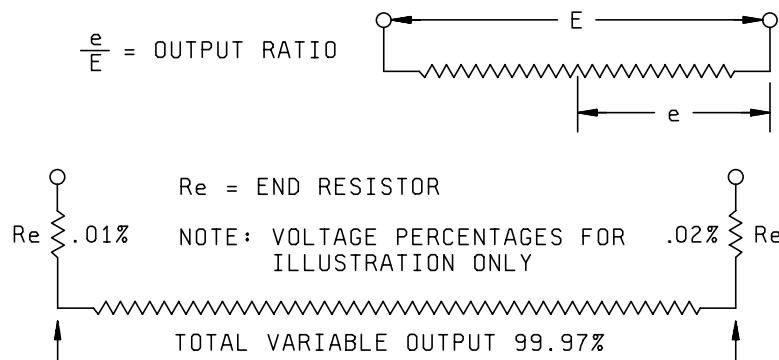 E
e/E = OUTPUT RATIO
e
Re = END RESISTOR
Re .01% NOTE: VOLTAGE PERCENTAGES FOR .02% Re
ILLUSTRATION ONLY
TOTAL VARIABLE OUTPUT 99.97%